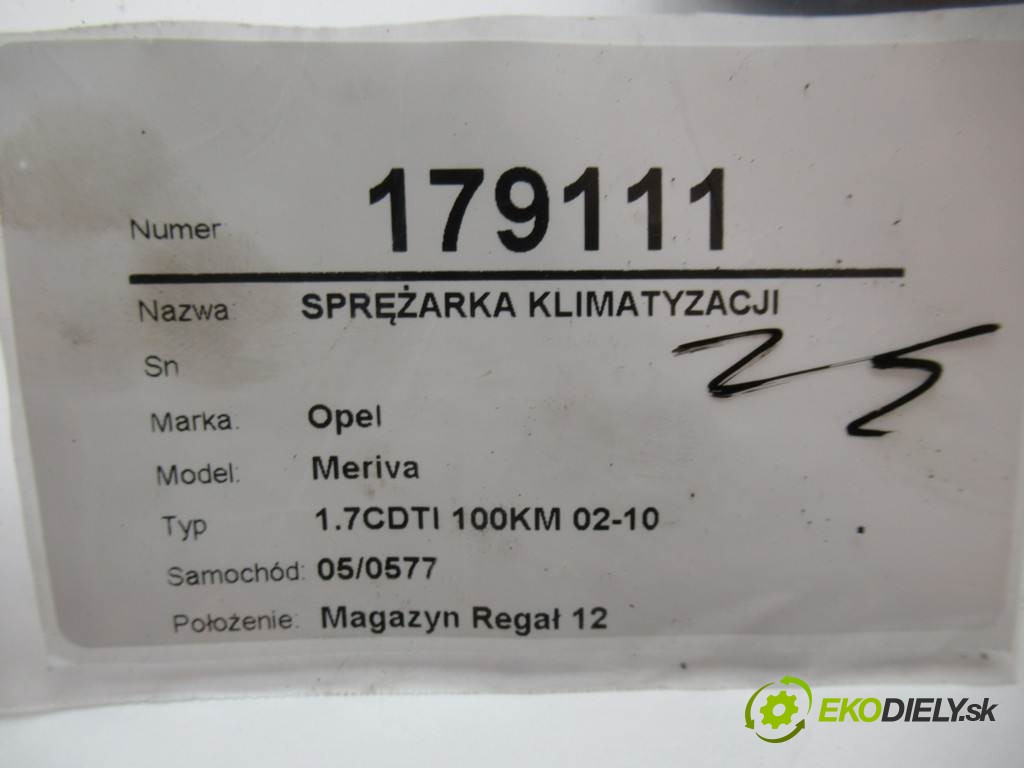 Numer 179111
Nazwa: SPRĘŻARKA KLIMATYZACJI
25
Sn
Marka: Opel
Model: Meriva
Typ 1.7CDTI 100KM 02-10
Samochód: 05/0577
Położenie: Magazyn Regał 12
EKODIELY.sk